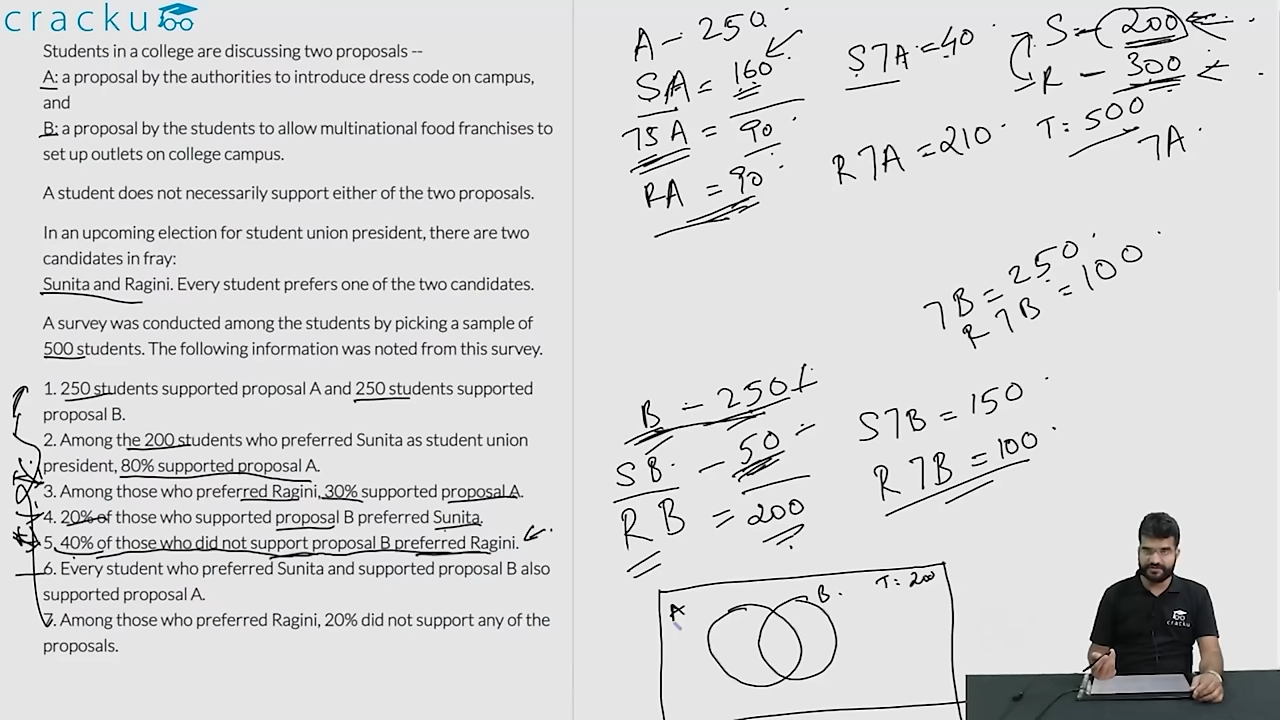 cracku
Students in a college are discussing two proposals --
A: a proposal by the authorities to introduce dress code on campus,
and
B: a proposal by the students to allow multinational food franchises to
set up outlets on college campus.
A student does not necessarily support either of the two proposals.
In an upcoming election for student union president, there are two
candidates in fray:
Sunita and Ragini. Every student prefers one of the two candidates.
A survey was conducted among the students by picking a sample of
500 students. The following information was noted from this survey.
1. 250 students supported proposal A and 250 students supported
proposal B.
2. Among the 200 students who preferred Sunita as student union
president, 80% supported proposal A.
3. Among those who preferred Ragini, 30% supported proposal A.
4. 20% of those who supported proposal B preferred Sunita.
5. 40% of those who did not support proposal B preferred Ragini.
6. Every student who preferred Sunita and supported proposal B also
supported proposal A.
7. Among those who preferred Ragini, 20% did not support any of the
proposals.
A - 250
SA = 160
7SA = 90
RA = 90
S7A = 40
R7A = 210
S - 200
R - 300
T: 500
7A
7B = 250
R7B = 100
B - 250
SB - 50
RB = 200
S7B = 150
R7B = 100
A
B
T: 200
cracku